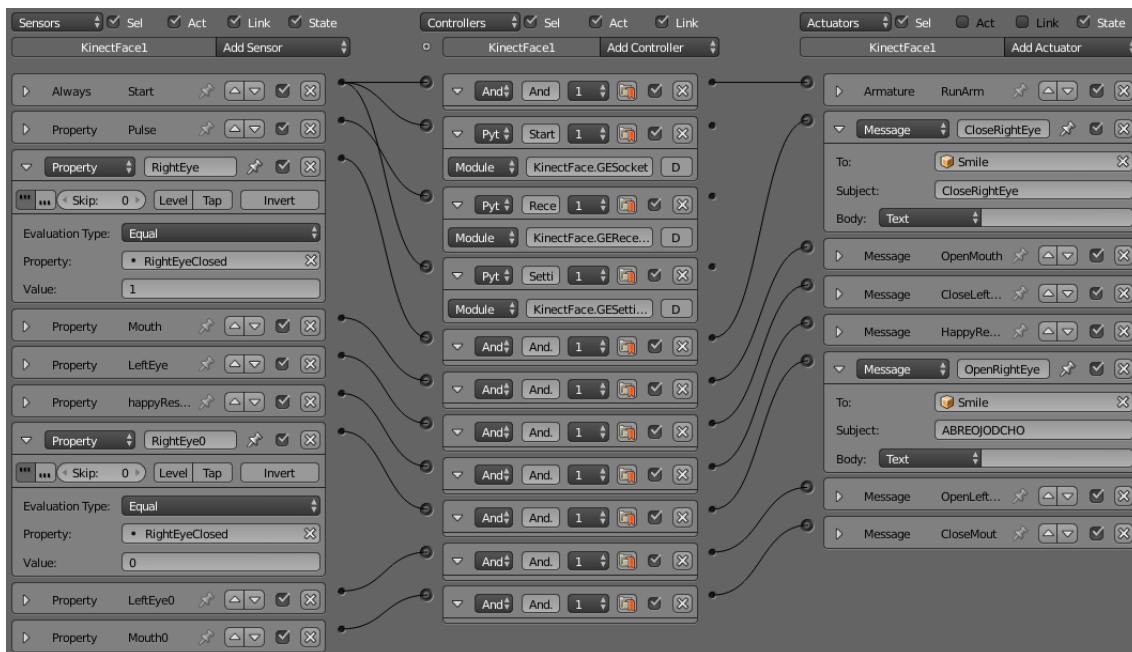 Sensors Sel Act Link State
KinectFace1 Add Sensor
Always Start
Property Pulse
Property RightEye
Skip: 0 Level Tap Invert
Evaluation Type: Equal
Property: RightEyeClosed
Value: 1
Property Mouth
Property LeftEye
Property happyRes...
Property RightEye0
Skip: 0 Level Tap Invert
Evaluation Type: Equal
Property: RightEyeClosed
Value: 0
Property LeftEye0
Property Mouth0
Controllers Sel Act Link
KinectFace1 Add Controller
And And 1
Pyt Start 1
Module KinectFace.GESocket D
Pyt Rece 1
Module KinectFace.GERece... D
Pyt Setti 1
Module KinectFace.GESetti... D
And And. 1
And And. 1
And And. 1
And And. 1
And And. 1
And And. 1
And And. 1
Actuators Sel Act Link State
KinectFace1 Add Actuator
Armature RunArm
Message CloseRightEye
To: Smile
Subject: CloseRightEye
Body: Text
Message OpenMouth
Message CloseLeft...
Message HappyRe...
Message OpenRightEye
To: Smile
Subject: ABREOJODCHO
Body: Text
Message OpenLeft...
Message CloseMout